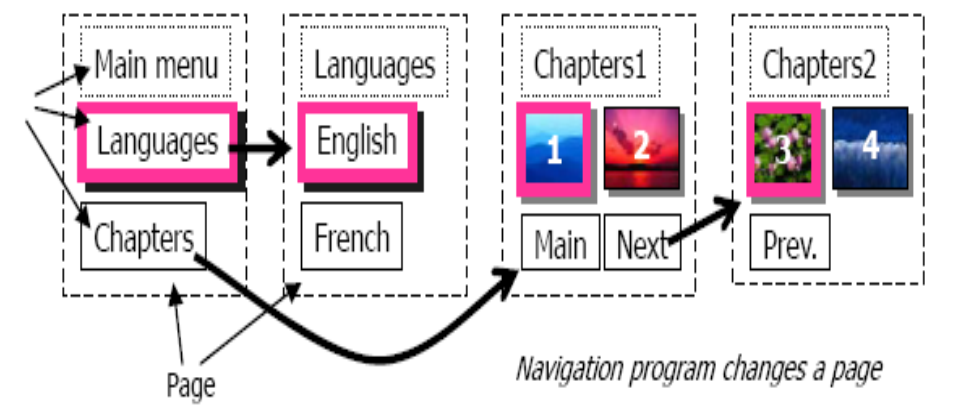 Main menu
Languages
Chapters
Languages
English
French
Chapters1
1 2
Main Next
Chapters2
3 4
Prev.
Page
Navigation program changes a page